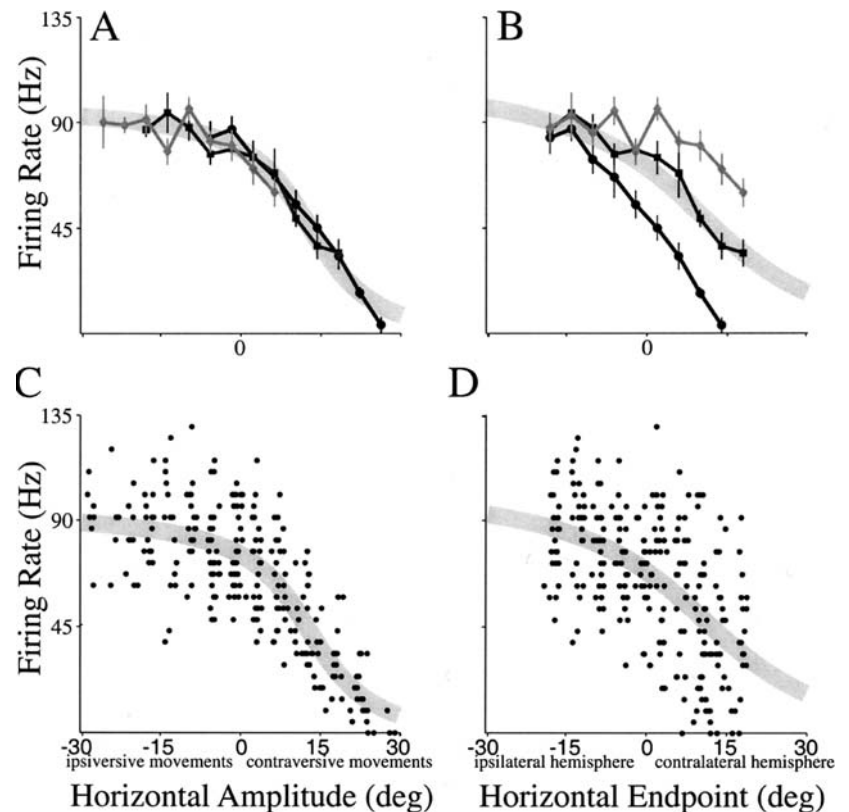 A
B
135
90
45
Firing Rate (Hz)
0
0
C
D
135
90
45
Firing Rate (Hz)
-30
-15
0
15
30
-30
-15
0
15
30
ipsiversive movements
contraversive movements
ipsilateral hemisphere
contralateral hemisphere
Horizontal Amplitude (deg)
Horizontal Endpoint (deg)